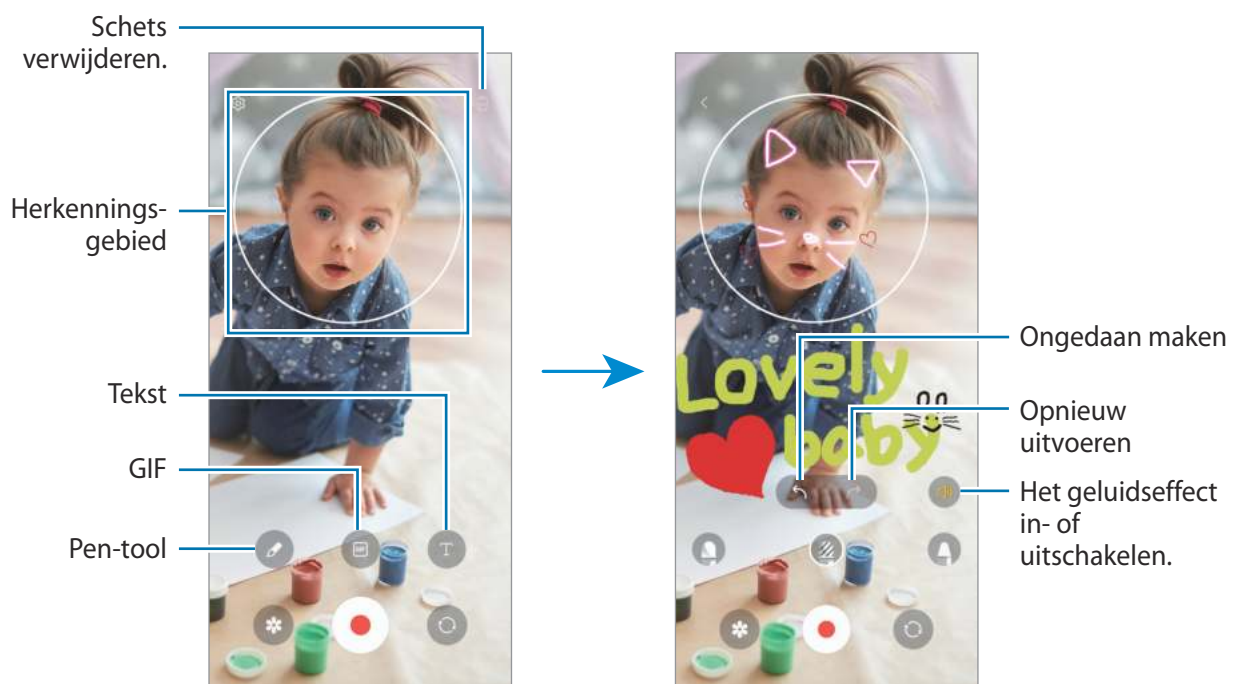 Schets
verwijderen.
Herkennings-
gebied
Tekst
GIF
Pen-tool
GIF
T
Lovely
baby
Ongedaan maken
Opnieuw
uitvoeren
Het geluidseffect
in- of
uitschakelen.